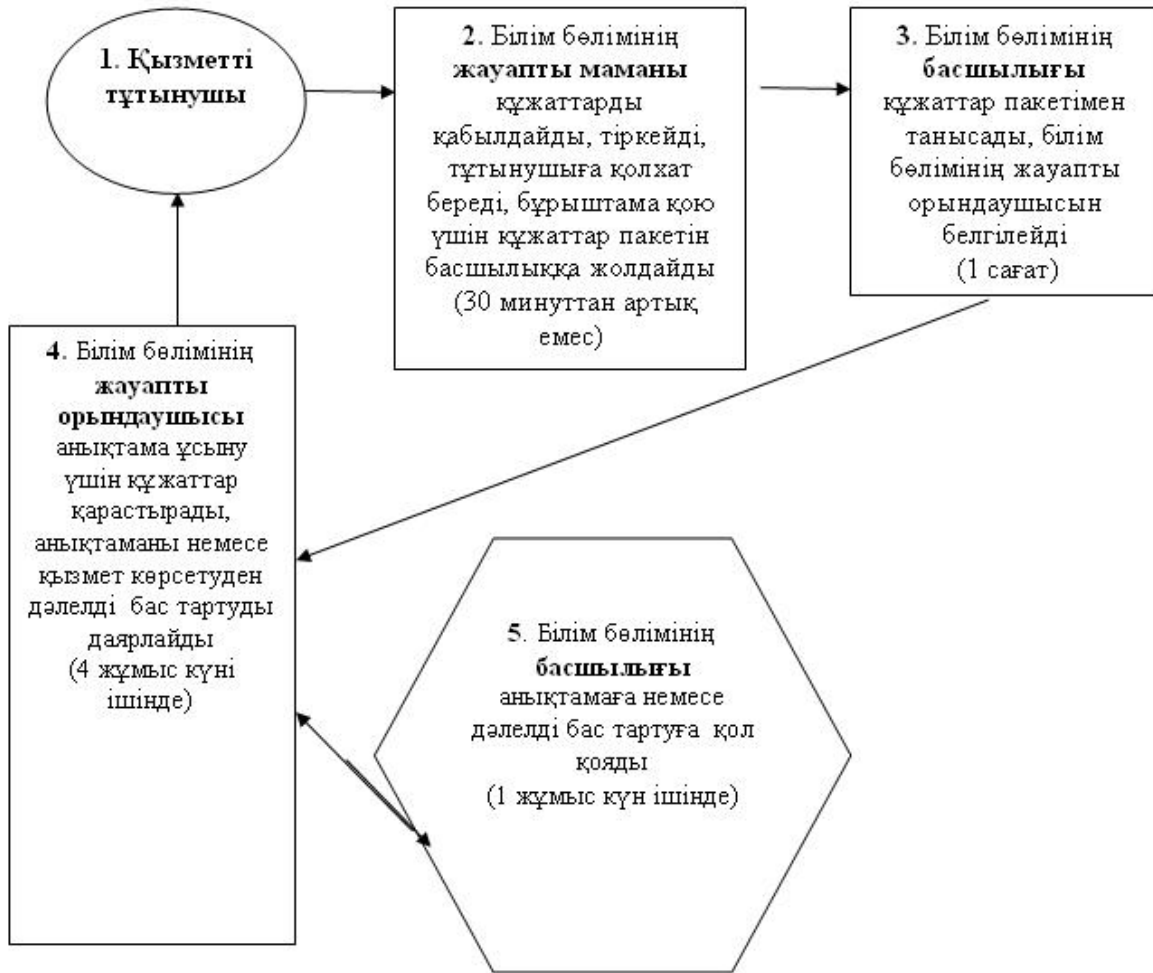 1. Қызметті
тұтынушы
2. Білім бөлімінің
жауапты маманы
құжаттарды
қабылдайды, тіркейді,
тұтынушыға қолхат
береді, бұрыштама қою
үшін құжаттар пакетін
басшылыққа жолдайды
(30 минуттан артық
емес)
3. Білім бөлімінің
басшылығы
құжаттар пакетімен
танысады, білім
бөлімінің жауапты
орындаушысын
белгілейді
(1 сағат)
4. Білім бөлімінің
жауапты
орындаушысы
анықтама ұсыну
үшін құжаттар
қарастырады,
анықтаманы немесе
қызмет көрсетуден
дәлелді бас тартуды
даярлайды
(4 жұмыс күні
ішінде)
5. Білім бөлімінің
басшылығы
анықтамаға немесе
дәлелді бас тартуға қол
қояды
(1 жұмыс күн ішінде)